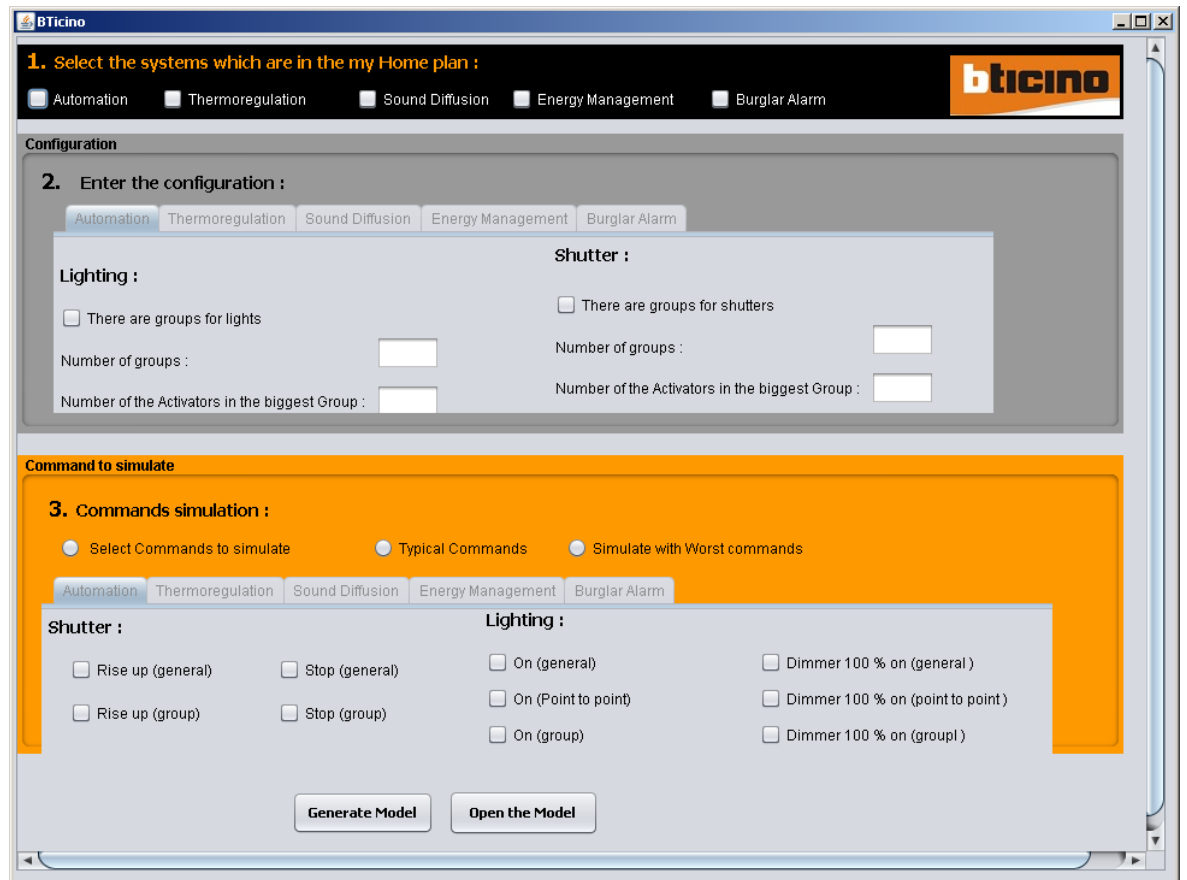 BTicino
1. Select the systems which are in the my Home plan :
bticino
Automation Thermoregulation Sound Diffusion Energy Management Burglar Alarm
Configuration
2. Enter the configuration :
Automation Thermoregulation Sound Diffusion Energy Management Burglar Alarm
Lighting :
There are groups for lights
Number of groups :
Number of the Activators in the biggest Group :
Shutter :
There are groups for shutters
Number of groups :
Number of the Activators in the biggest Group :
Command to simulate
3. Commands simulation :
Select Commands to simulate Typical Commands Simulate with Worst commands
Automation Thermoregulation Sound Diffusion Energy Management Burglar Alarm
Shutter :
Rise up (general) Stop (general)
Rise up (group) Stop (group)
Lighting :
On (general) Dimmer 100 % on (general )
On (Point to point) Dimmer 100 % on (point to point )
On (group) Dimmer 100 % on (groupl )
Generate Model Open the Model